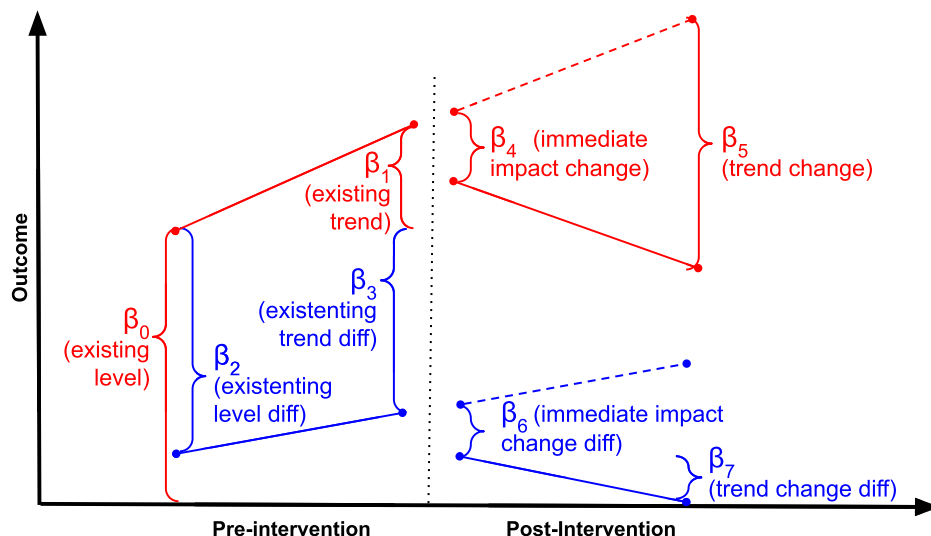 β4 (immediate
impact change)
β5
(trend change)
β1
(existing
trend)
Outcome
β3
(existenting
trend diff)
β0
(existing
level)
β2
(existenting
level diff)
β6 (immediate impact
change diff)
β7
(trend change diff)
Pre-intervention
Post-Intervention